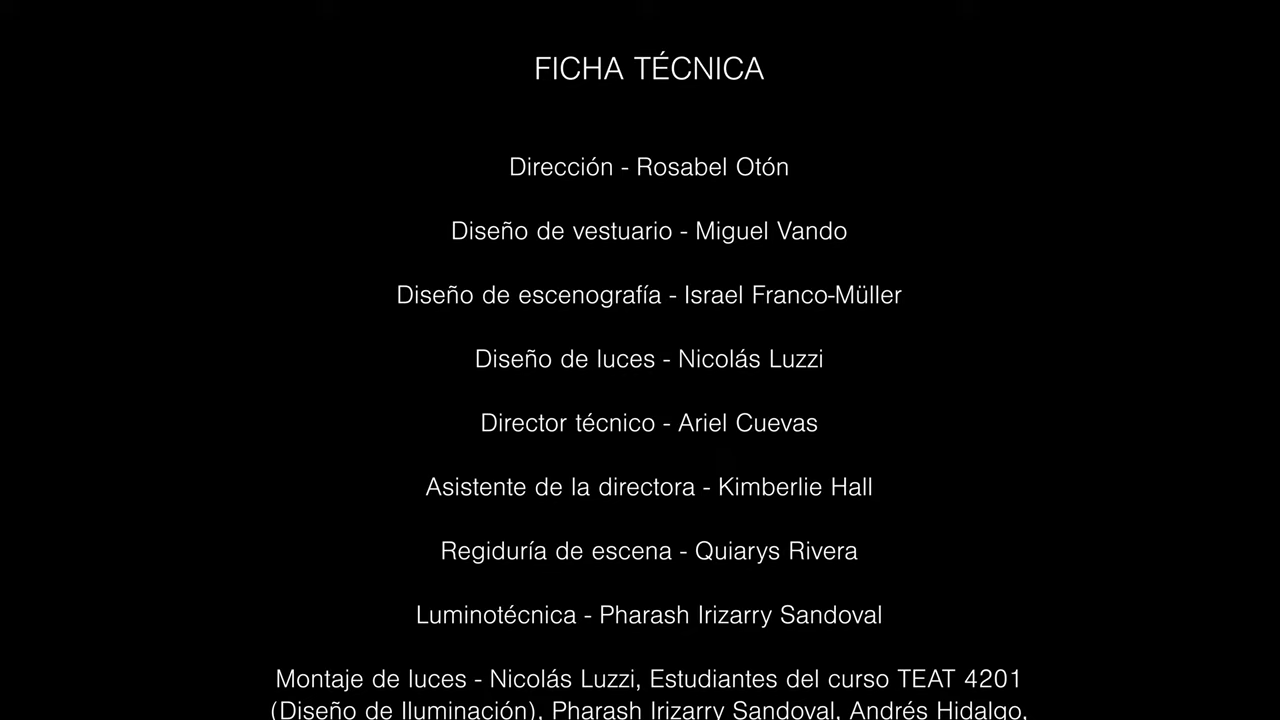 FICHA TÉCNICA
Dirección - Rosabel Otón
Diseño de vestuario - Miguel Vando
Diseño de escenografía - Israel Franco-Müller
Diseño de luces - Nicolás Luzzi
Director técnico - Ariel Cuevas
Asistente de la directora - Kimberlie Hall
Regiduría de escena - Quiarys Rivera
Luminotécnica - Pharash Irizarry Sandoval
Montaje de luces - Nicolás Luzzi, Estudiantes del curso TEAT 4201
(Diseño de Iluminación), Pharash Irizarry Sandoval, Andrés Hidalgo,